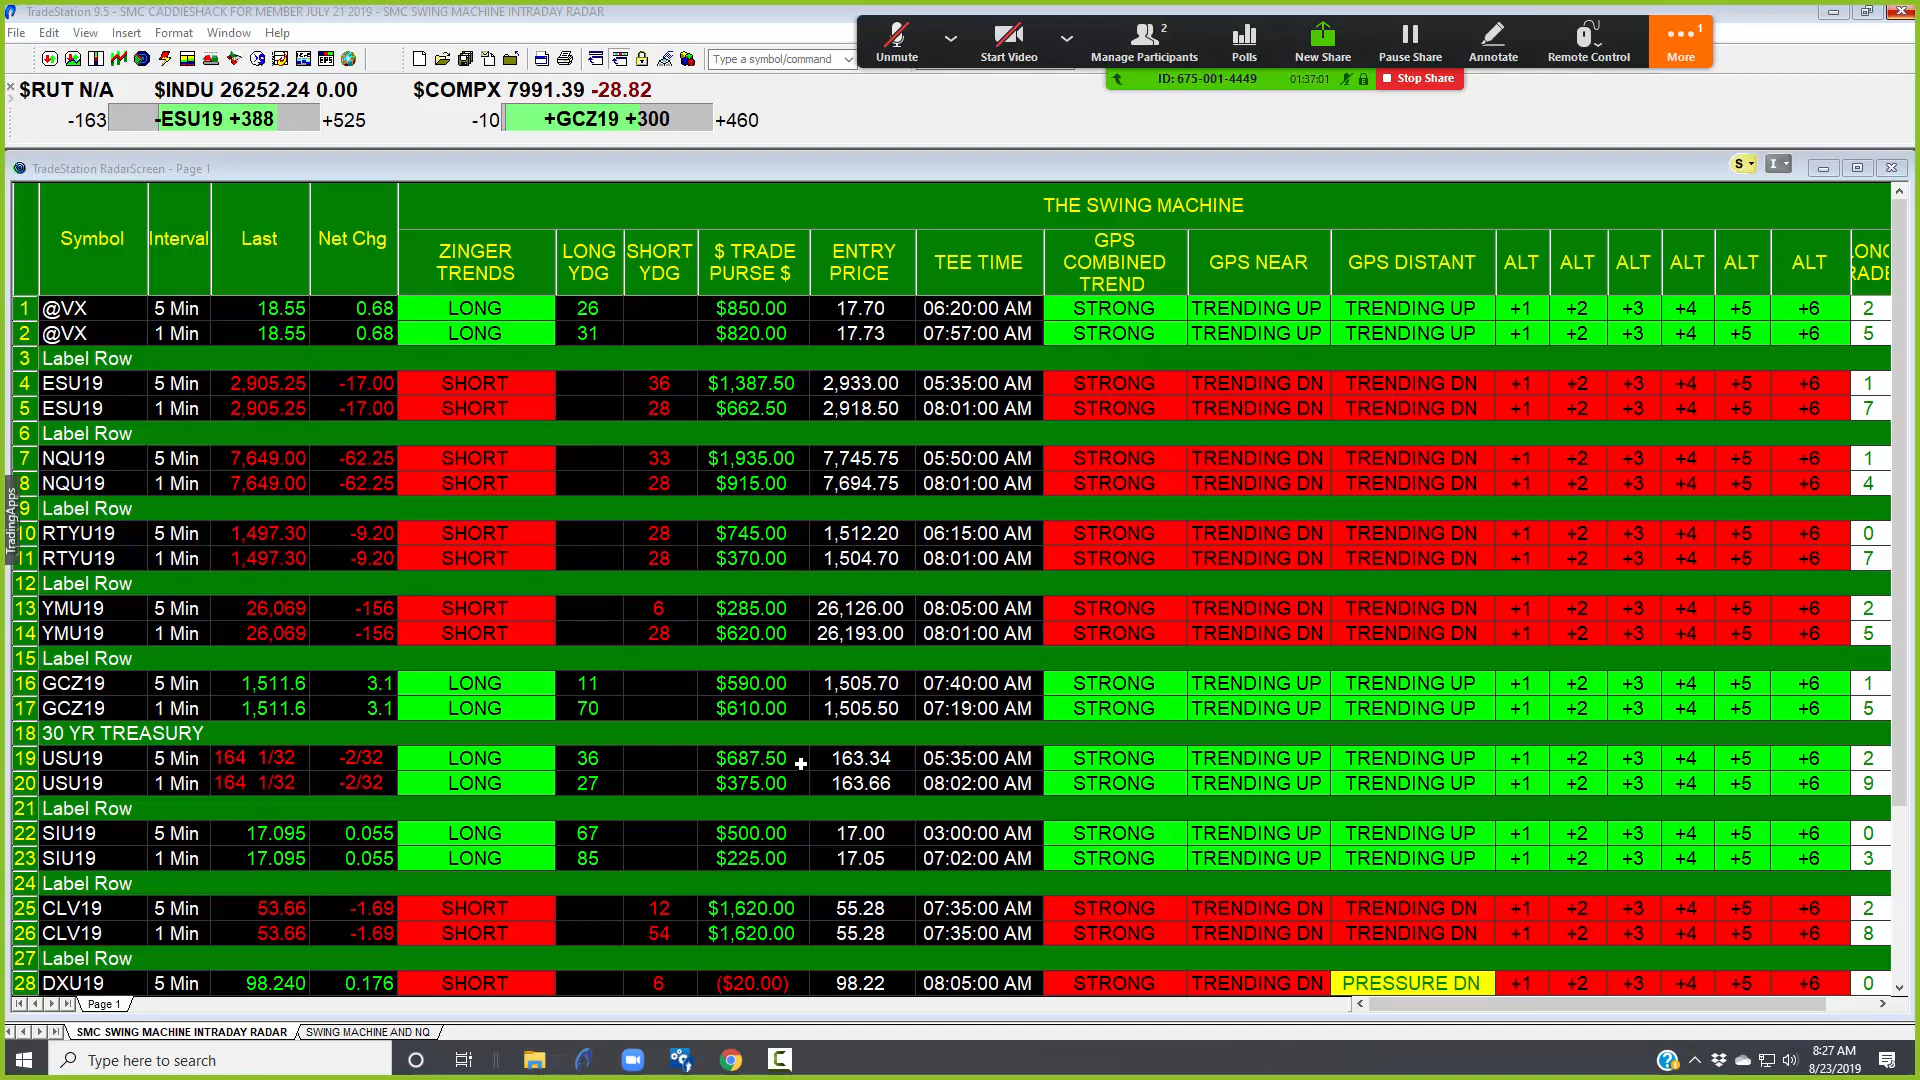 TradeStation 9.5 - SMC CADDIESHACK FOR MEMBER JULY 21 2019 - SMC SWING MACHINE INTRADAY RADAR
File Edit View Insert Format Window Help
Type a symbol/command
Unmute Start Video Manage Participants 2 Polls New Share Pause Share Annotate Remote Control More 1
ID: 675-001-4449 01:37:01 Stop Share
$RUT N/A $INDU 26252.24 0.00 $COMPX 7991.39 -28.82
-163 -ESU19 +388 +525 -10 +GCZ19 +300 +460
TradeStation RadarScreen - Page 1
S I
THE SWING MACHINE
Symbol Interval Last Net Chg ZINGER TRENDS LONG YDG SHORT YDG $ TRADE PURSE $ ENTRY PRICE TEE TIME GPS COMBINED TREND GPS NEAR GPS DISTANT ALT ALT ALT ALT ALT ALT
1 @VX 5 Min 18.55 0.68 LONG 26 $850.00 17.70 06:20:00 AM STRONG TRENDING UP TRENDING UP +1 +2 +3 +4 +5 +6 2
2 @VX 1 Min 18.55 0.68 LONG 31 $820.00 17.73 07:57:00 AM STRONG TRENDING UP TRENDING UP +1 +2 +3 +4 +5 +6 5
3 Label Row
4 ESU19 5 Min 2,905.25 -17.00 SHORT 36 $1,387.50 2,933.00 05:35:00 AM STRONG TRENDING DN TRENDING DN +1 +2 +3 +4 +5 +6 1
5 ESU19 1 Min 2,905.25 -17.00 SHORT 28 $662.50 2,918.50 08:01:00 AM STRONG TRENDING DN TRENDING DN +1 +2 +3 +4 +5 +6 7
6 Label Row
7 NQU19 5 Min 7,649.00 -62.25 SHORT 33 $1,935.00 7,745.75 05:50:00 AM STRONG TRENDING DN TRENDING DN +1 +2 +3 +4 +5 +6 1
8 NQU19 1 Min 7,649.00 -62.25 SHORT 28 $915.00 7,694.75 08:01:00 AM STRONG TRENDING DN TRENDING DN +1 +2 +3 +4 +5 +6 4
9 Label Row
TradingApps
10 RTYU19 5 Min 1,497.30 -9.20 SHORT 28 $745.00 1,512.20 06:15:00 AM STRONG TRENDING DN TRENDING DN +1 +2 +3 +4 +5 +6 0
11 RTYU19 1 Min 1,497.30 -9.20 SHORT 28 $370.00 1,504.70 08:01:00 AM STRONG TRENDING DN TRENDING DN +1 +2 +3 +4 +5 +6 7
12 Label Row
13 YMU19 5 Min 26,069 -156 SHORT 6 $285.00 26,126.00 08:05:00 AM STRONG TRENDING DN TRENDING DN +1 +2 +3 +4 +5 +6 2
14 YMU19 1 Min 26,069 -156 SHORT 28 $620.00 26,193.00 08:01:00 AM STRONG TRENDING DN TRENDING DN +1 +2 +3 +4 +5 +6 5
15 Label Row
16 GCZ19 5 Min 1,511.6 3.1 LONG 11 $590.00 1,505.70 07:40:00 AM STRONG TRENDING UP TRENDING UP +1 +2 +3 +4 +5 +6 1
17 GCZ19 1 Min 1,511.6 3.1 LONG 70 $610.00 1,505.50 07:19:00 AM STRONG TRENDING UP TRENDING UP +1 +2 +3 +4 +5 +6 5
18 30 YR TREASURY
19 USU19 5 Min 164 1/32 -2/32 LONG 36 $687.50 163.34 05:35:00 AM STRONG TRENDING UP TRENDING UP +1 +2 +3 +4 +5 +6 2
20 USU19 1 Min 164 1/32 -2/32 LONG 27 $375.00 163.66 08:02:00 AM STRONG TRENDING UP TRENDING UP +1 +2 +3 +4 +5 +6 9
21 Label Row
22 SIU19 5 Min 17.095 0.055 LONG 67 $500.00 17.00 03:00:00 AM STRONG TRENDING UP TRENDING UP +1 +2 +3 +4 +5 +6 0
23 SIU19 1 Min 17.095 0.055 LONG 85 $225.00 17.05 07:02:00 AM STRONG TRENDING UP TRENDING UP +1 +2 +3 +4 +5 +6 3
24 Label Row
25 CLV19 5 Min 53.66 -1.69 SHORT 12 $1,620.00 55.28 07:35:00 AM STRONG TRENDING DN TRENDING DN +1 +2 +3 +4 +5 +6 2
26 CLV19 1 Min 53.66 -1.69 SHORT 54 $1,620.00 55.28 07:35:00 AM STRONG TRENDING DN TRENDING DN +1 +2 +3 +4 +5 +6 8
27 Label Row
28 DXU19 5 Min 98.240 0.176 SHORT 6 ($20.00) 98.22 08:05:00 AM STRONG TRENDING DN PRESSURE DN +1 +2 +3 +4 +5 +6 0
Page 1
SMC SWING MACHINE INTRADAY RADAR SWING MACHINE AND NQ
Type here to search
8:27 AM
8/23/2019